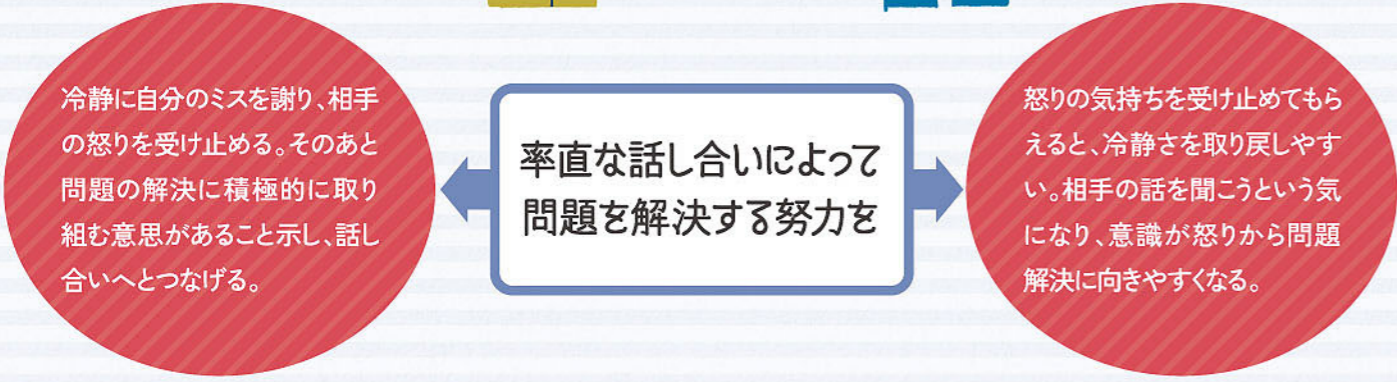 冷静に自分のミスを謝り、相手
の怒りを受け止める。そのあと
問題の解決に積極的に取り
組む意思があること示し、話し
合いへとつなげる。
率直な話し合いによって
問題を解決する努力を
怒りの気持ちを受け止めてもら
えると、冷静さを取り戻しやす
い。相手の話を聞こうという気
になり、意識が怒りから問題
解決に向きやすくなる。